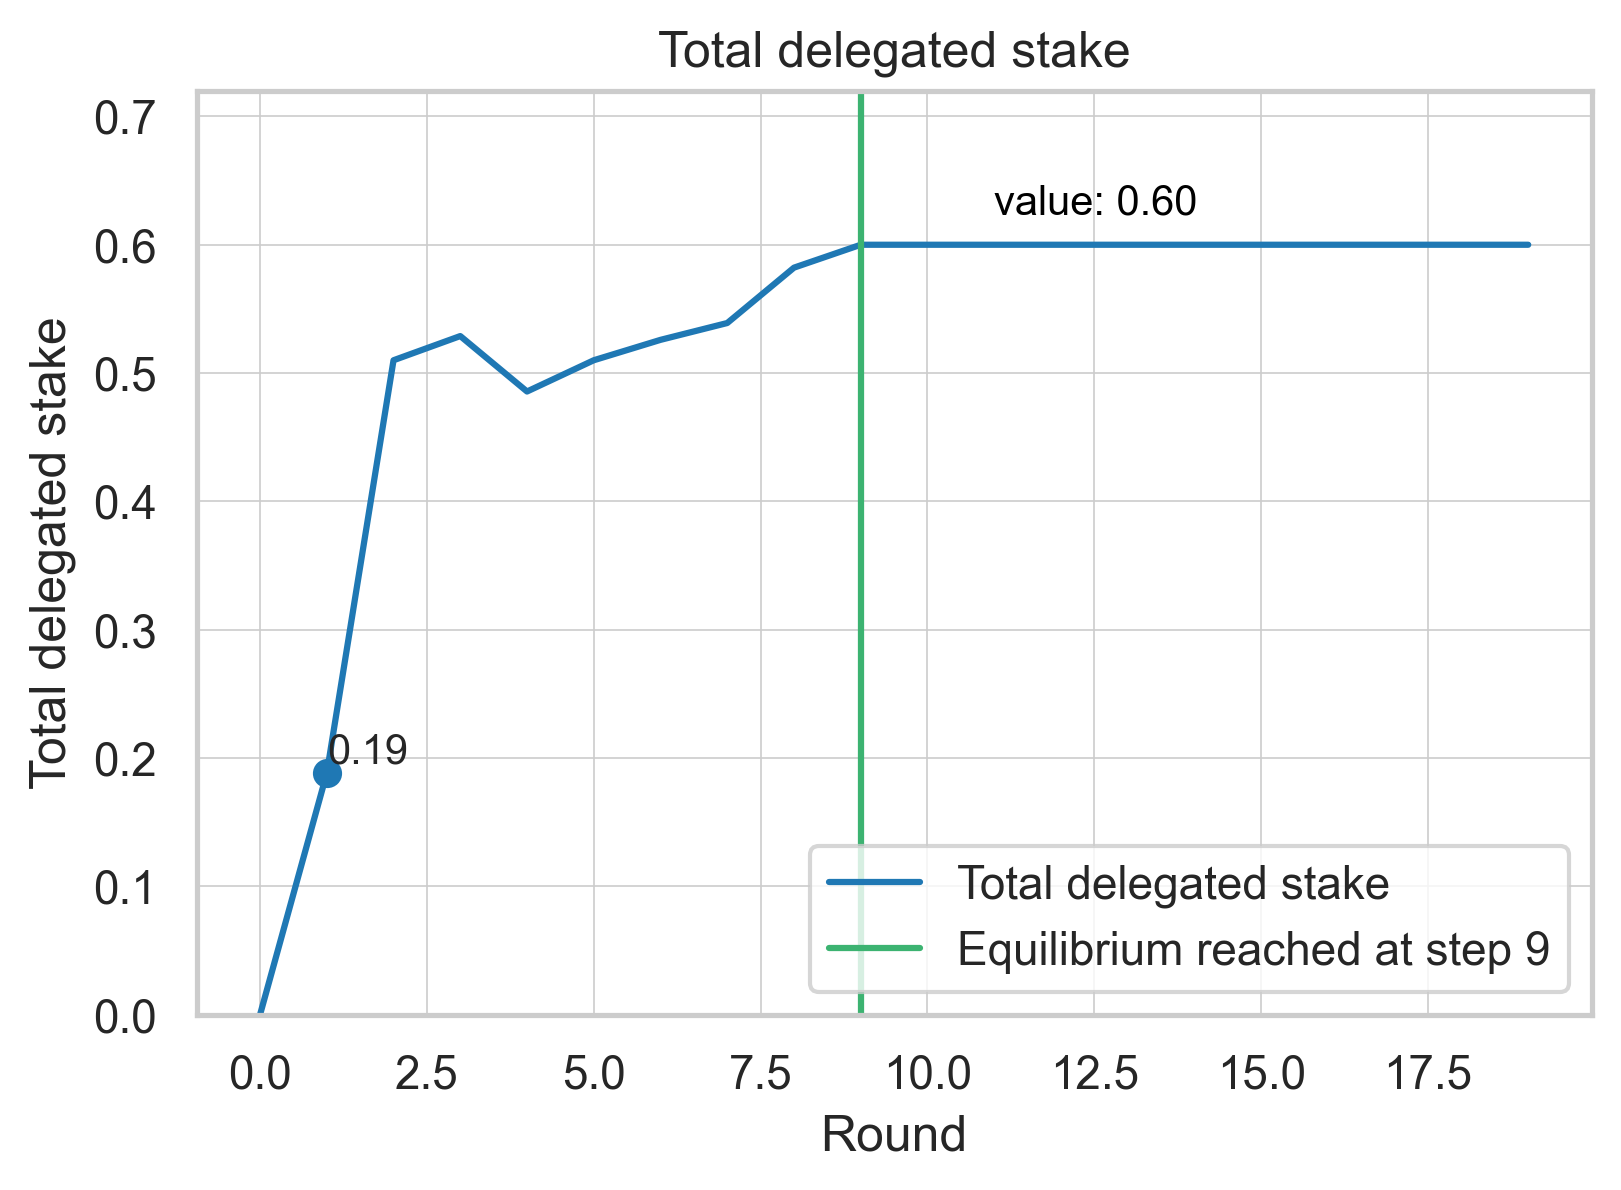 Total delegated stake
0.7
0.6
0.5
0.4
0.3
0.2
0.1
0.0
Total delegated stake
value: 0.60
0.19
Total delegated stake
Equilibrium reached at step 9
0.0 2.5 5.0 7.5 10.0 12.5 15.0 17.5
Round